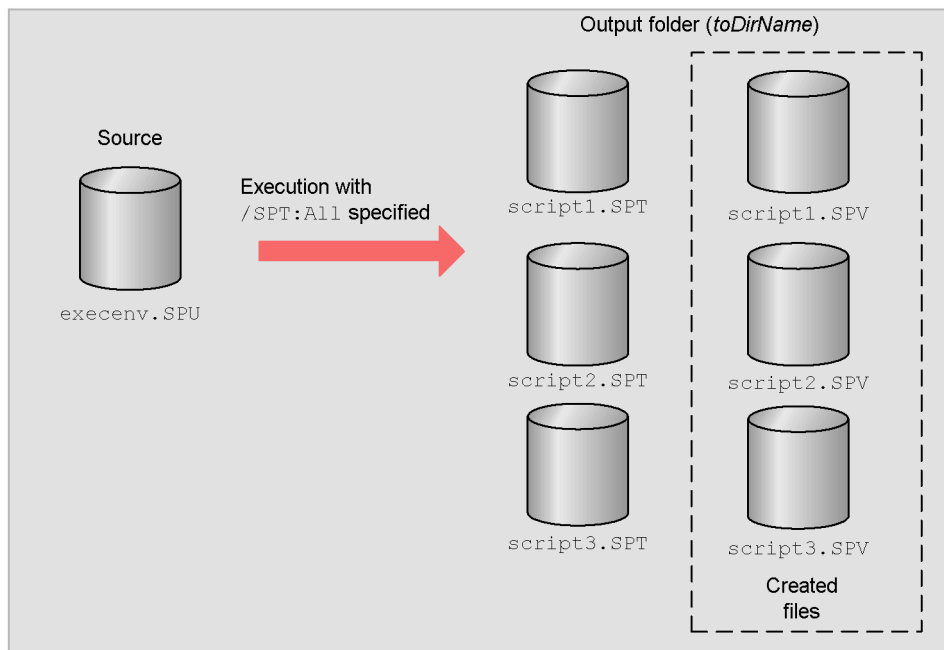 Output folder (toDirName)
Source
Execution with
/SPT:All specified
execenv.SPU
script1.SPT
script1.SPV
script2.SPT
script2.SPV
script3.SPT
script3.SPV
Created
files